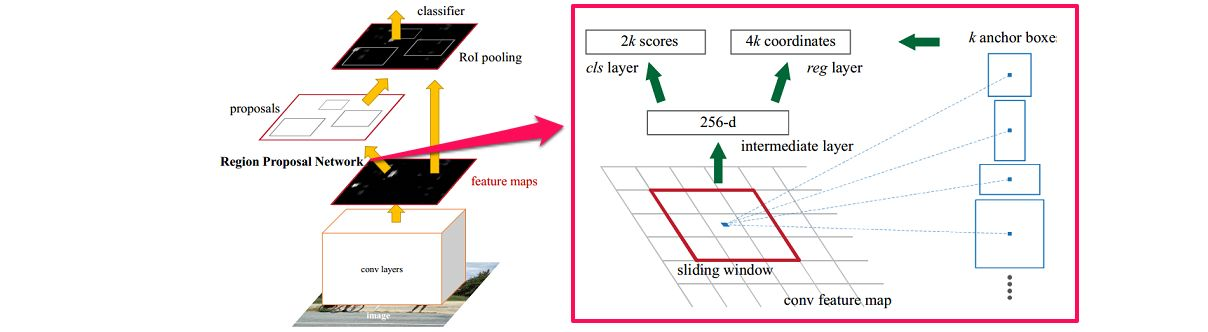 classifier
RoI pooling
proposals
Region Proposal Network
feature maps
conv layers
image
2k scores
4k coordinates
k anchor boxes
cls layer
reg layer
256-d
intermediate layer
sliding window
conv feature map